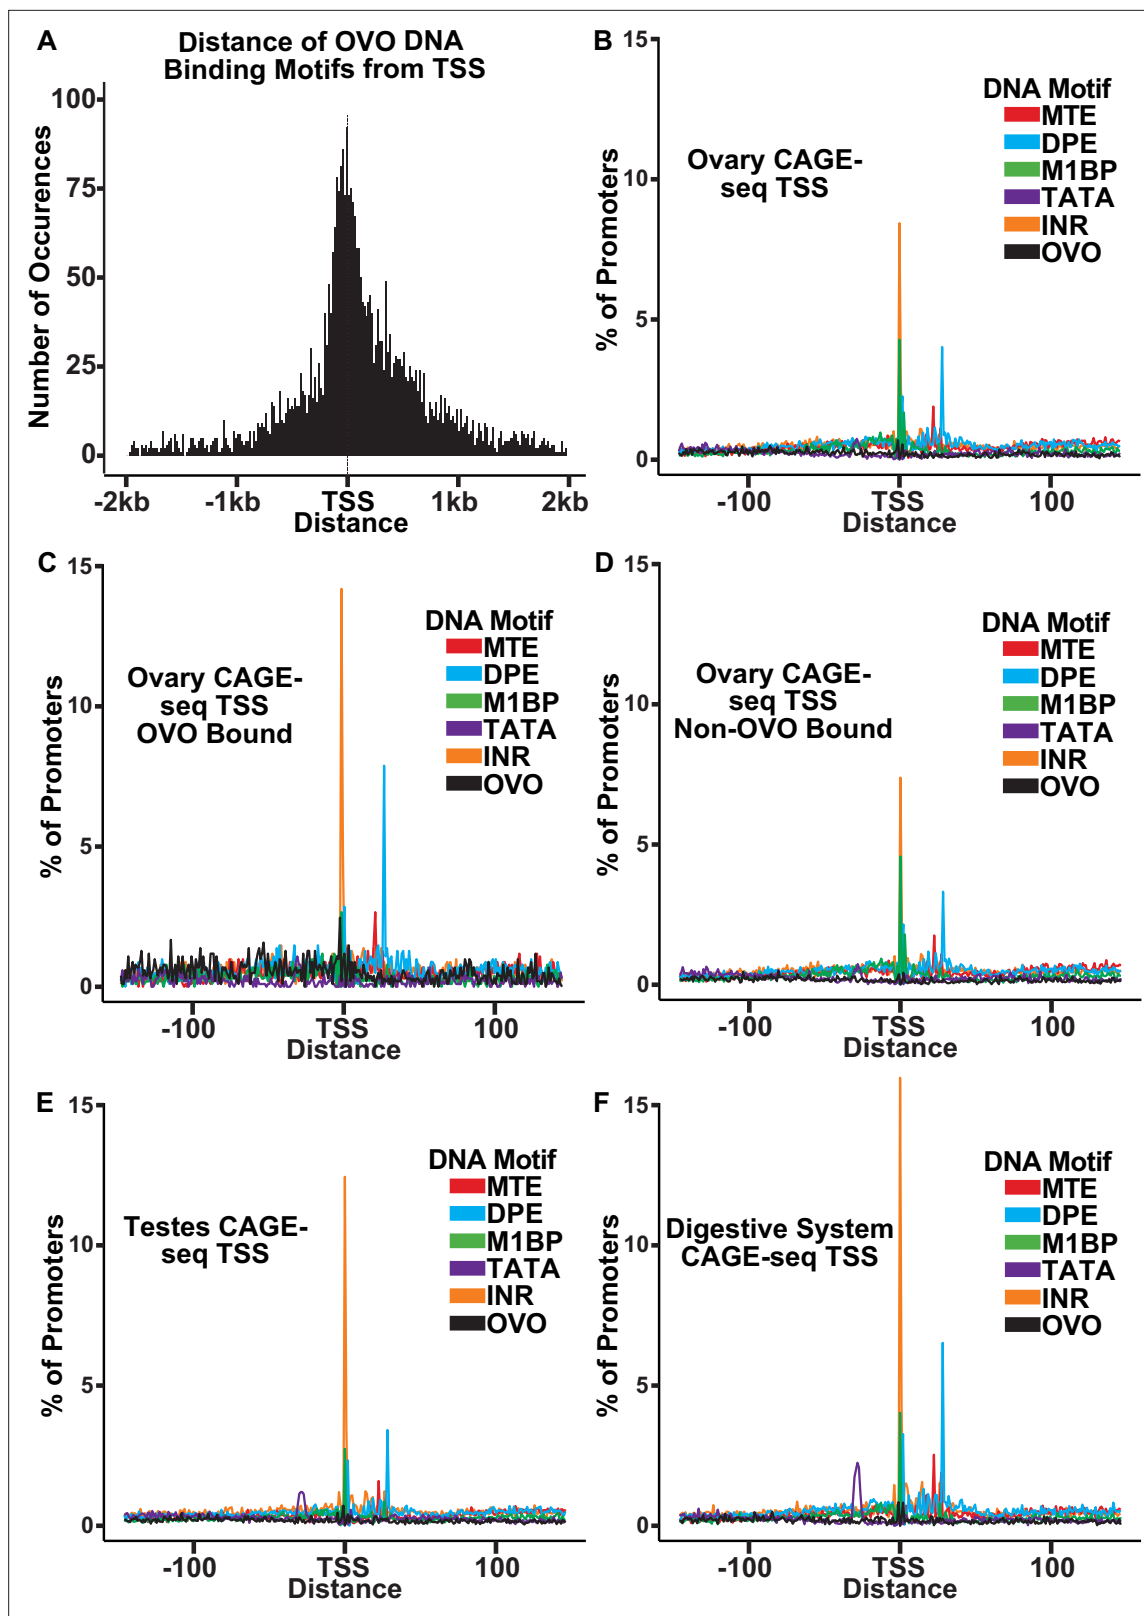 A
Distance of OVO DNA
Binding Motifs from TSS
Number of Occurences
100
75
50
25
0
-2kb
-1kb
TSS
1kb
2kb
Distance
B
15
10
5
0
% of Promoters
Ovary CAGE-
seq TSS
DNA Motif
MTE
DPE
M1BP
TATA
INR
OVO
-100
TSS
100
Distance
C
15
10
5
0
% of Promoters
Ovary CAGE-
seq TSS
OVO Bound
DNA Motif
MTE
DPE
M1BP
TATA
INR
OVO
-100
TSS
100
Distance
D
15
10
5
0
% of Promoters
Ovary CAGE-
seq TSS
Non-OVO Bound
DNA Motif
MTE
DPE
M1BP
TATA
INR
OVO
-100
TSS
100
Distance
E
15
10
5
0
% of Promoters
Testes CAGE-
seq TSS
DNA Motif
MTE
DPE
M1BP
TATA
INR
OVO
-100
TSS
100
Distance
F
15
10
5
0
% of Promoters
Digestive System
CAGE-seq TSS
DNA Motif
MTE
DPE
M1BP
TATA
INR
OVO
-100
TSS
100
Distance